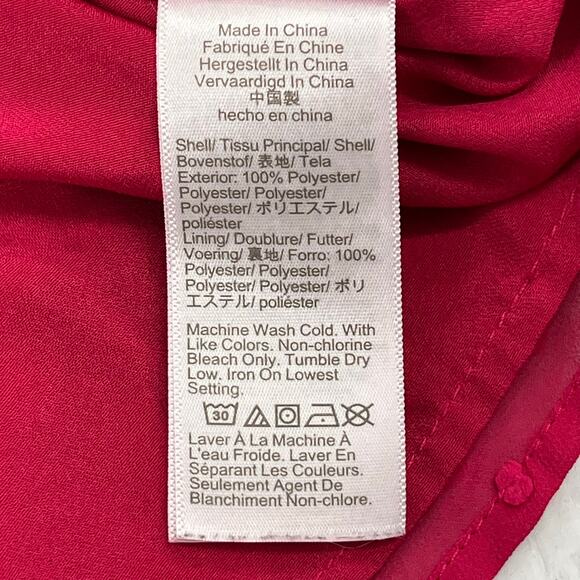 Made In China
Fabriqué En Chine
Hergestellt In China
Vervaardigd In China
中国製
hecho en china
Shell/ Tissu Principal/ Shell/
Bovenstof/ 表地/ Tela
Exterior: 100% Polyester/
Polyester/ Polyester/
Polyester/ ポリエステル/
poliéster
Lining/ Doublure/ Futter/
Voering/ 裏地/ Forro: 100%
Polyester/ Polyester/
Polyester/ Polyester/ ポリ
エステル/ poliéster
Machine Wash Cold. With
Like Colors. Non-chlorine
Bleach Only. Tumble Dry
Low. Iron On Lowest
Setting.
30
Laver À La Machine À
L'eau Froide. Laver En
Séparant Les Couleurs.
Seulement Agent De
Blanchiment Non-chlore.